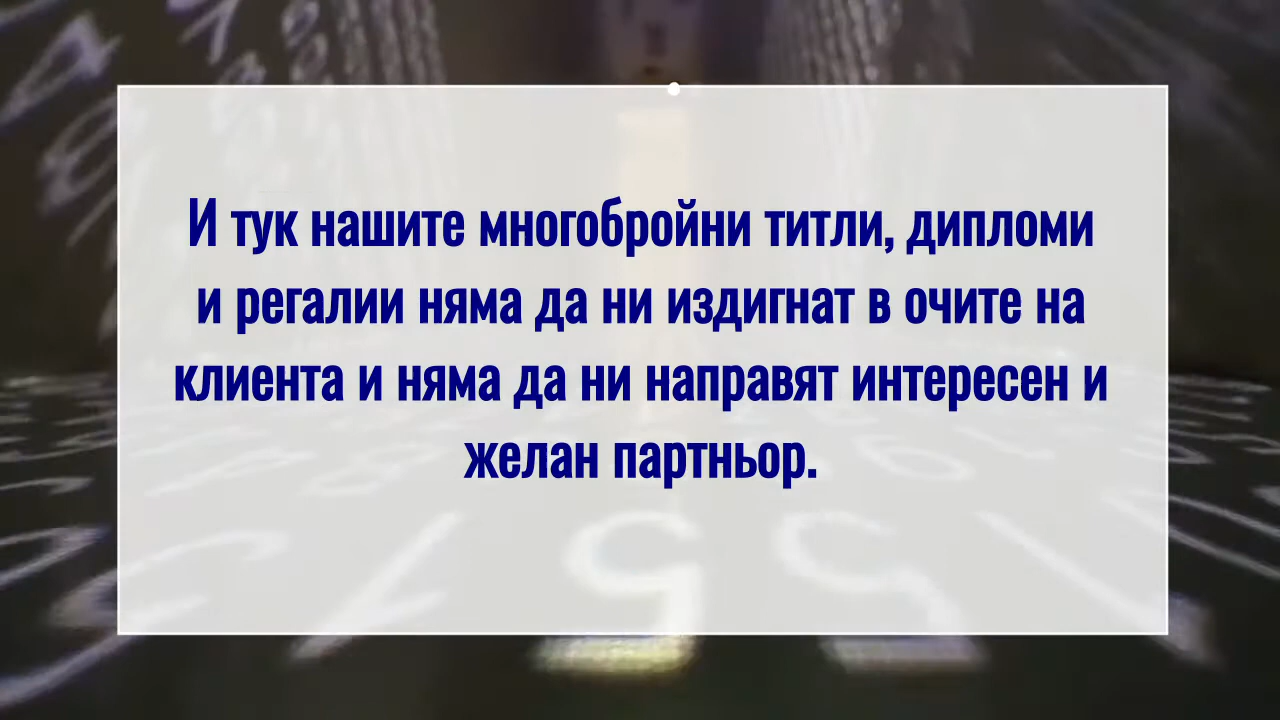 И тук нашите многобройни титли, дипломи
и регалии няма да ни издигнат в очите на
клиента и няма да ни направят интересен и
желан партньор.